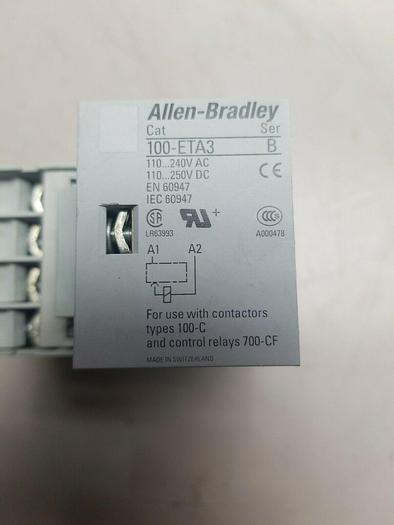 Allen-Bradley
Cat Ser
100-ETA3 B
110...240V AC
110...250V DC
EN 60947
IEC 60947
CE
LR63993
A000478
A1 A2
For use with contactors
types 100-C
and control relays 700-CF
MADE IN SWITZERLAND